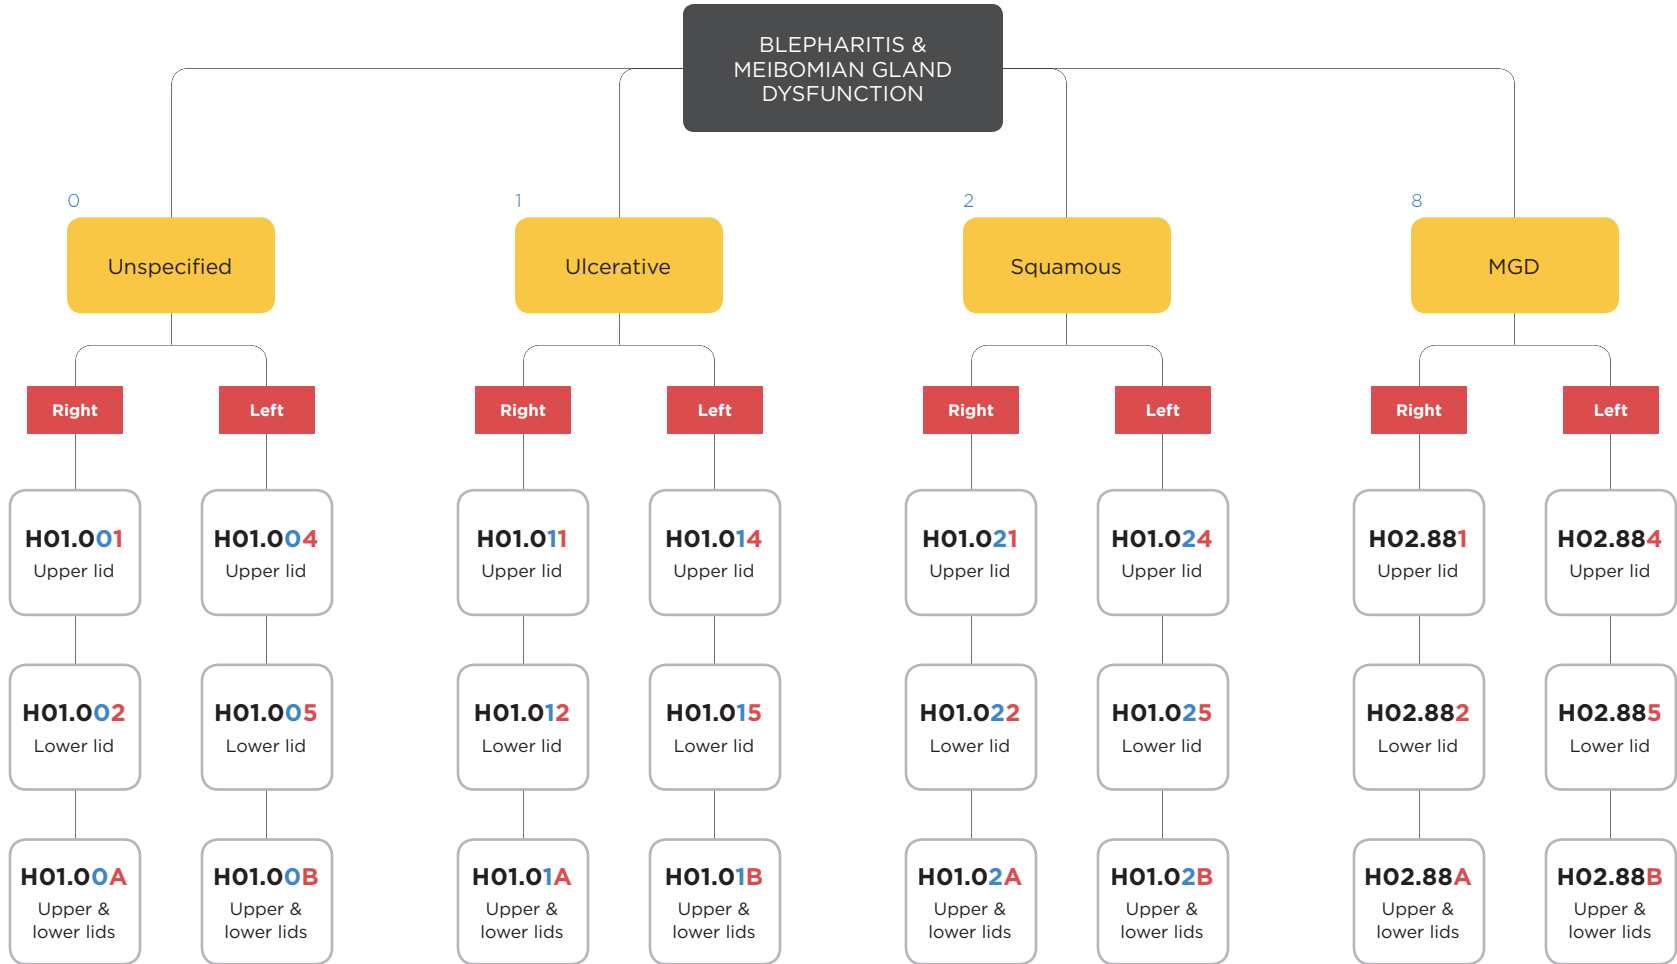 BLEPHARITIS &
MEIBOMIAN GLAND
DYSFUNCTION
0
1
2
8
Unspecified
Ulcerative
Squamous
MGD
Right
Left
Right
Left
Right
Left
Right
Left
H01.001
Upper lid
H01.004
Upper lid
H01.011
Upper lid
H01.014
Upper lid
H01.021
Upper lid
H01.024
Upper lid
H02.881
Upper lid
H02.884
Upper lid
H01.002
Lower lid
H01.005
Lower lid
H01.012
Lower lid
H01.015
Lower lid
H01.022
Lower lid
H01.025
Lower lid
H02.882
Lower lid
H02.885
Lower lid
H01.00A
Upper &
lower lids
H01.00B
Upper &
lower lids
H01.01A
Upper &
lower lids
H01.01B
Upper &
lower lids
H01.02A
Upper &
lower lids
H01.02B
Upper &
lower lids
H02.88A
Upper &
lower lids
H02.88B
Upper &
lower lids